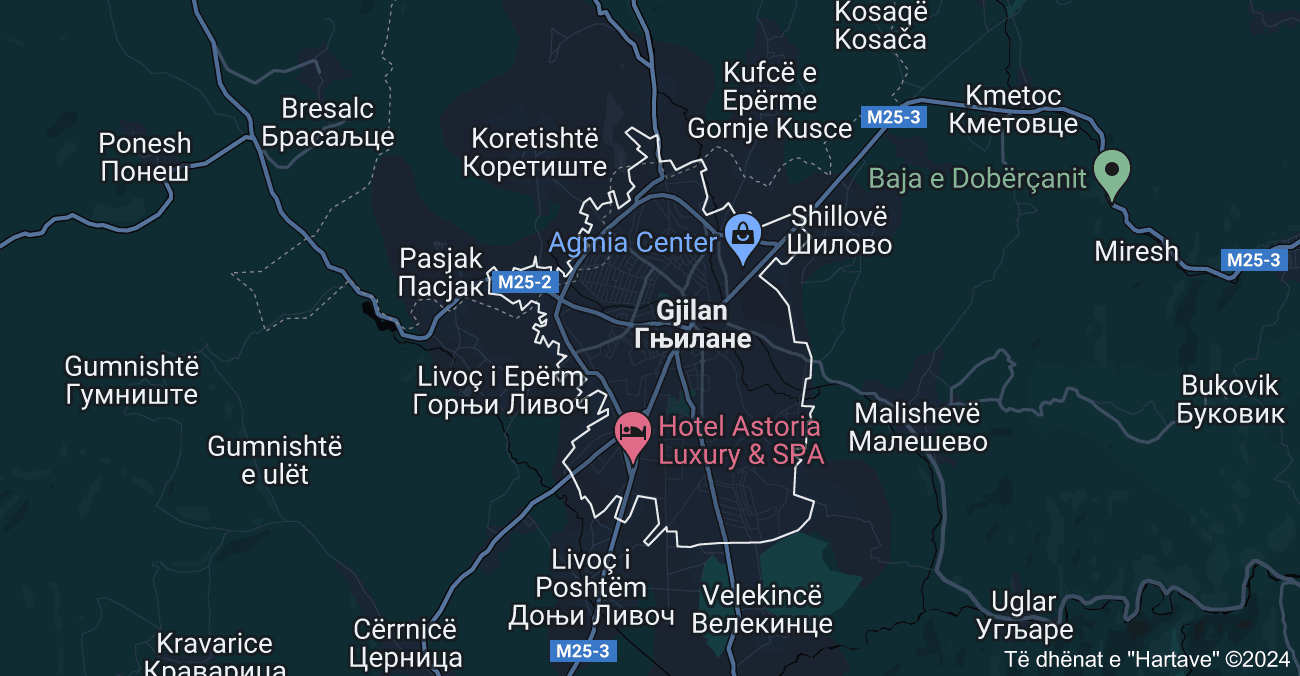 Kosaqë
Kosača
Kufcë e
Epërme
Gornje Kusce
M25-3
Kmetoc
Кметовце
Bresalc
Брасаљце
Ponesh
Понеш
Koretishtë
Коретиште
Baja e Dobërçanit
Shillovë
Шилово
Agmia Center
Miresh
M25-3
Pasjak
Пасјак
M25-2
Gjilan
Гњилане
Gumnishtë
Гумниште
Livoç i Epërm
Горњи Ливоч
Bukovik
Буковик
Malishevë
Малешево
Hotel Astoria
Luxury & SPA
Gumnishtë
e ulët
Livoç i
Poshtëm
Доњи Ливоч
Velekincë
Велекинце
Uglar
Угљаре
Cërrnicë
Церница
Kravarice
Краварица
M25-3
Të dhënat e "Hartave" ©2024